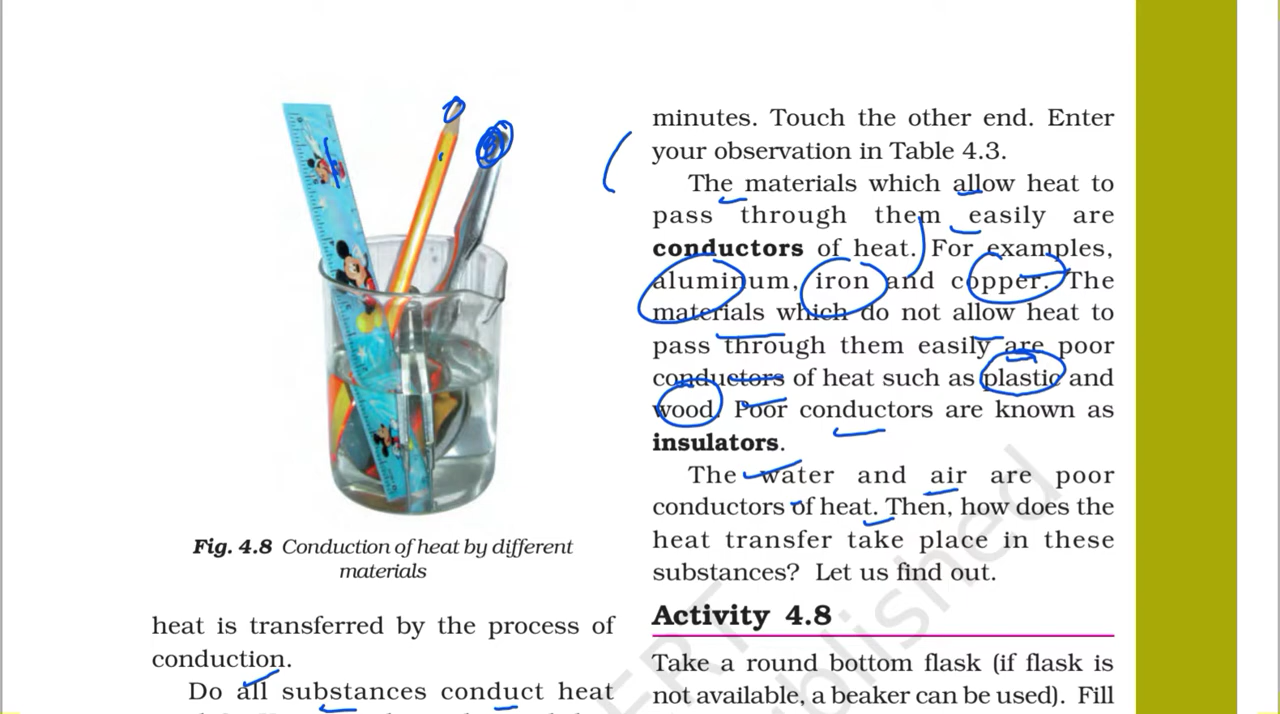 Fig. 4.8 Conduction of heat by different
materials
heat is transferred by the process of
conduction.
Do all substances conduct heat
minutes. Touch the other end. Enter
your observation in Table 4.3.
The materials which allow heat to
pass through them easily are
conductors of heat. For examples,
aluminum, iron and copper. The
materials which do not allow heat to
pass through them easily are poor
conductors of heat such as plastic and
wood. Poor conductors are known as
insulators.
The water and air are poor
conductors of heat. Then, how does the
heat transfer take place in these
substances? Let us find out.
Activity 4.8
Take a round bottom flask (if flask is
not available, a beaker can be used). Fill